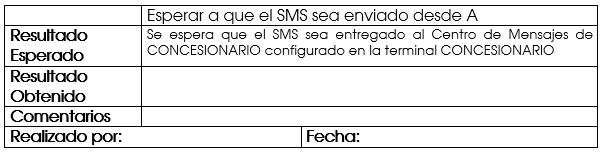 Esperar a que el SMS sea enviado desde A
Resultado Esperado
Se espera que el SMS sea entregado al Centro de Mensajes de
CONCESIONARIO configurado en la terminal CONCESIONARIO
Resultado Obtenido
Comentarios
Realizado por: Fecha: